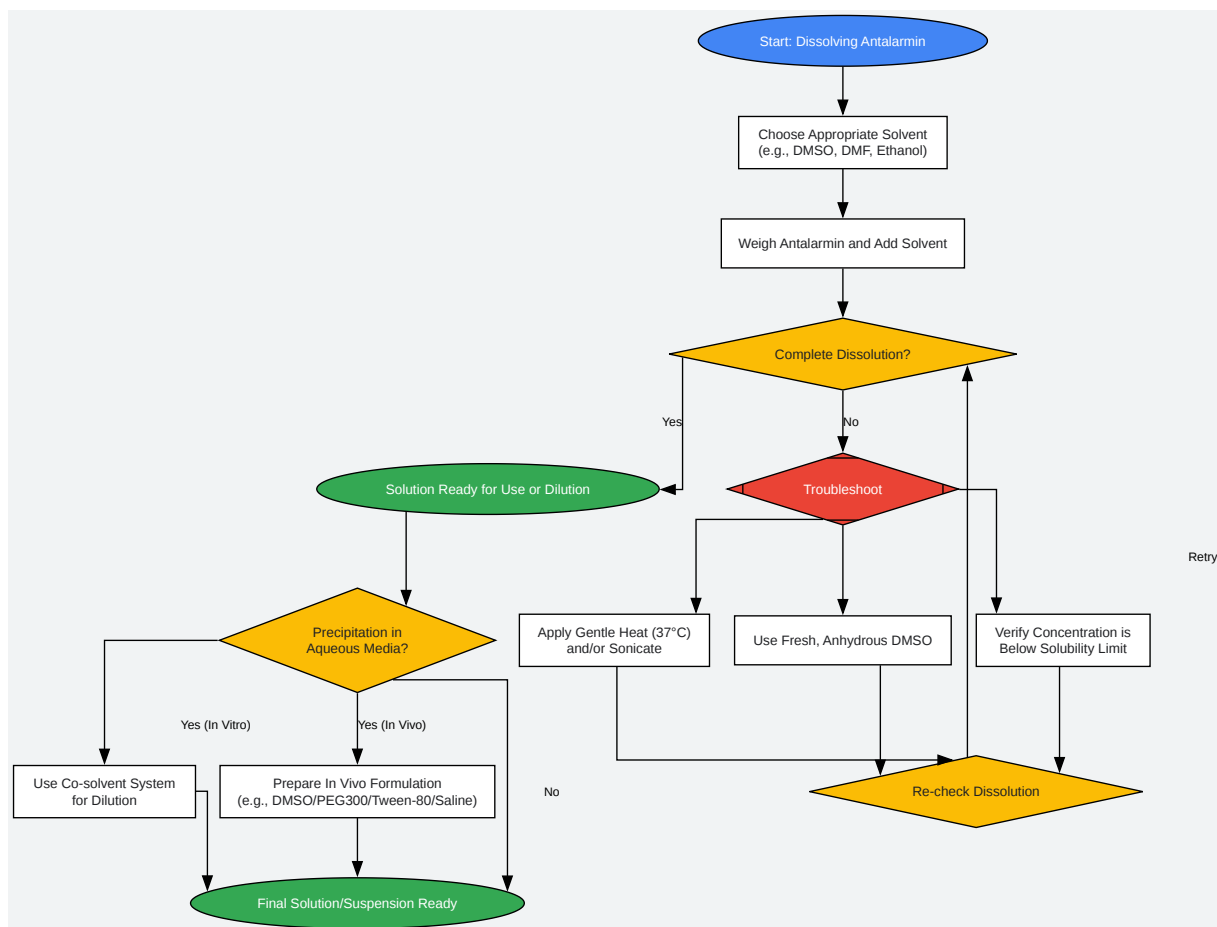 Start: Dissolving Antalarmin
Choose Appropriate Solvent
(e.g., DMSO, DMF, Ethanol)
Weigh Antalarmin and Add Solvent
Complete Dissolution?
Yes
No
Solution Ready for Use or Dilution
Troubleshoot
Retry
Precipitation in
Aqueous Media?
Apply Gentle Heat (37°C)
and/or Sonicate
Use Fresh, Anhydrous DMSO
Verify Concentration is
Below Solubility Limit
Yes (In Vitro)
Yes (In Vivo)
No
Use Co-solvent System
for Dilution
Prepare In Vivo Formulation
(e.g., DMSO/PEG300/Tween-80/Saline)
Re-check Dissolution
Final Solution/Suspension Ready